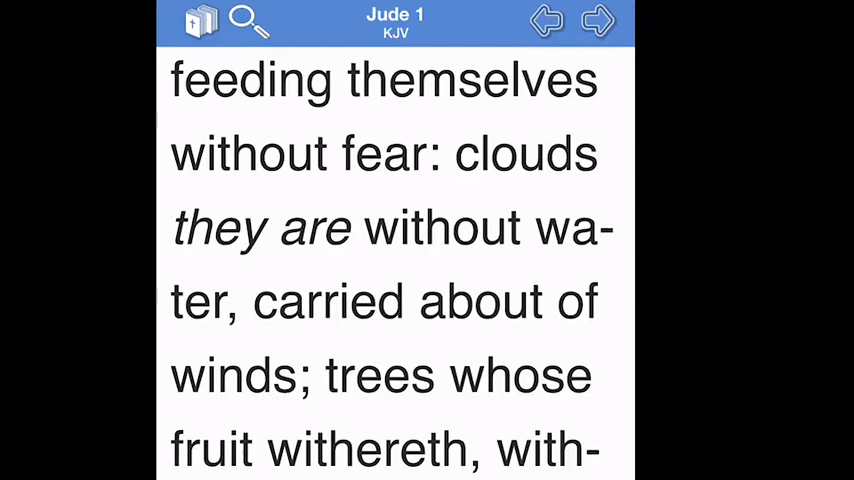 Jude 1
KJV
feeding themselves
without fear: clouds
they are without wa-
ter, carried about of
winds; trees whose
fruit withereth, with-